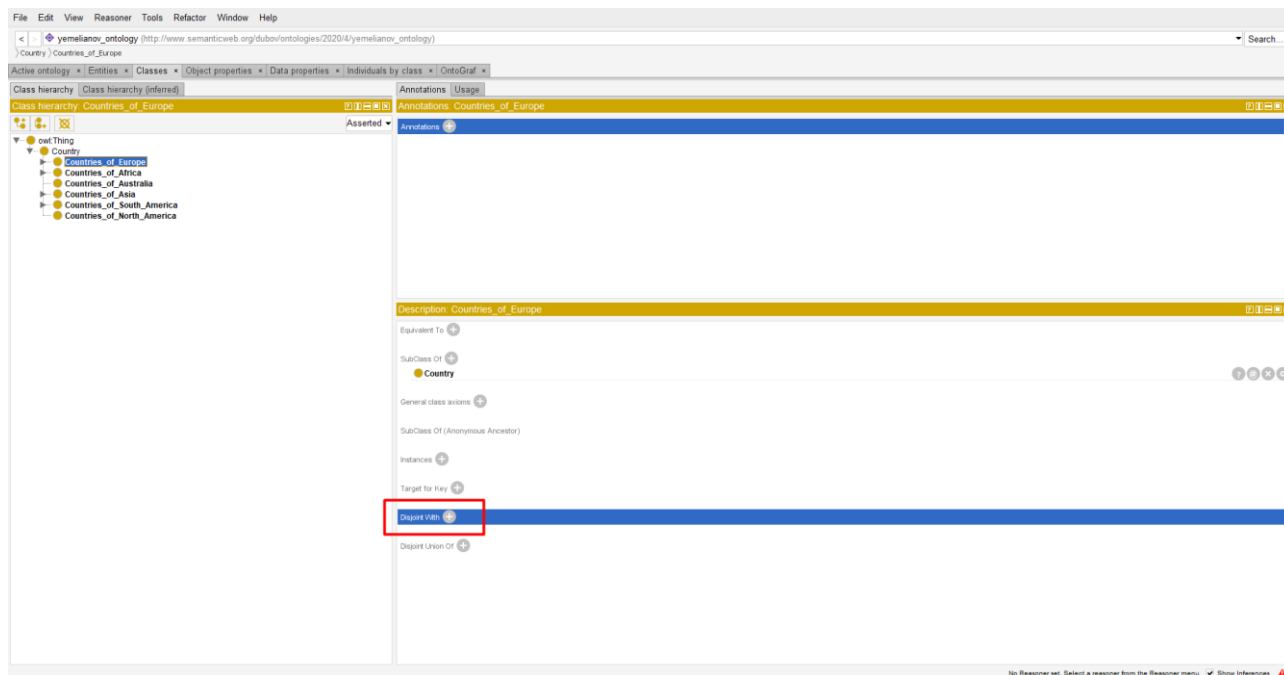 File Edit View Reasoner Tools Refactor Window Help
< > yemelianov_ontology (http://www.semanticweb.org/dubov/ontologies/2020/4/yemelianov_ontology) Search...
Country Countries_of_Europe
Active ontology × Entities × Classes × Object properties × Data properties × Individuals by class × OntoGraf ×
Class hierarchy Class hierarchy (inferred)
Class hierarchy: Countries_of_Europe
Asserted
owl:Thing
Country
Countries_of_Europe
Countries_of_Africa
Countries_of_Australia
Countries_of_Asia
Countries_of_South_America
Countries_of_North_America
Annotations Usage
Annotations: Countries_of_Europe
Annotations
Description: Countries_of_Europe
Equivalent To
SubClass Of
Country
General class axioms
SubClass Of (Anonymous Ancestor)
Instances
Target for Key
Disjoint With
Disjoint Union Of
No Reasoner set. Select a reasoner from the Reasoner menu Show Inferences